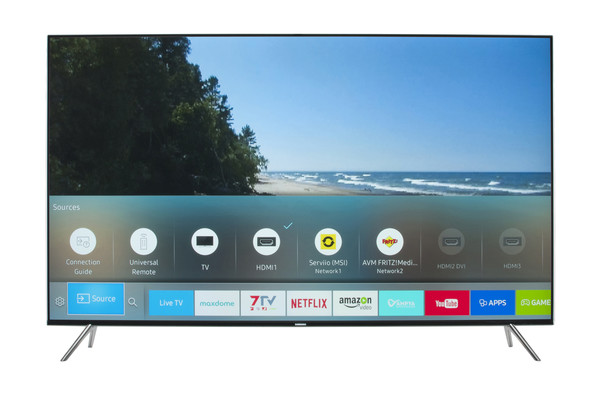 Sources
Connection
Guide
Universal
Remote
TV
HDMI1
Serviio (MSI)
Network1
AVM FRITZ!Medi...
Network2
HDMI2 DVI
HDMI3
Source
Live TV
maxdome
7TV
NETFLIX
amazon
video
YouTube
APPS
GAME
SAMSUNG